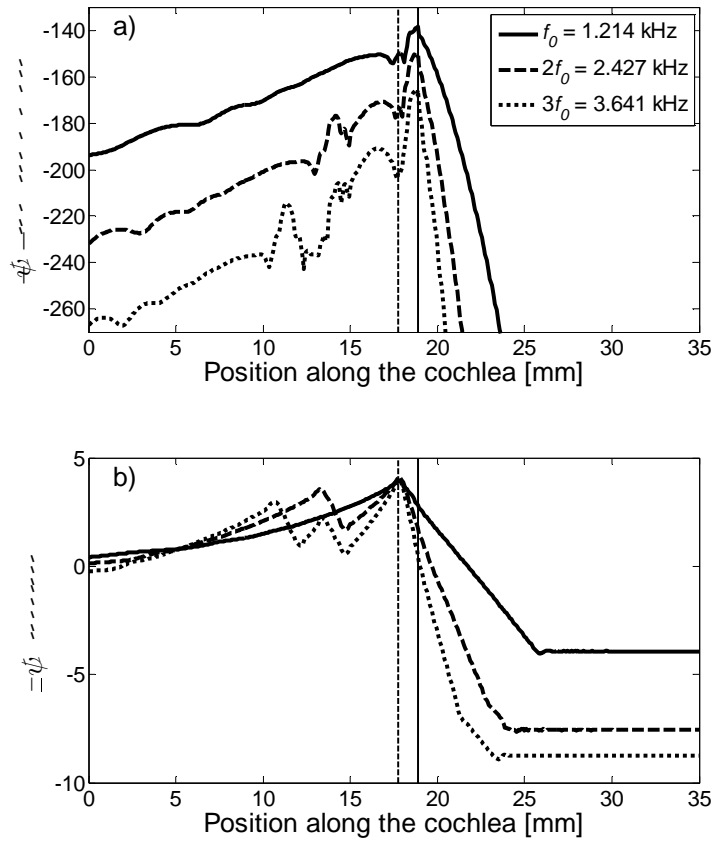 a)
f0 = 1.214 kHz
2f0 = 2.427 kHz
3f0 = 3.641 kHz
-140
-160
-180
-200
-220
-240
-260
0 5 10 15 20 25 30 35
Position along the cochlea [mm]
b)
5
0
-5
-10
0 5 10 15 20 25 30 35
Position along the cochlea [mm]